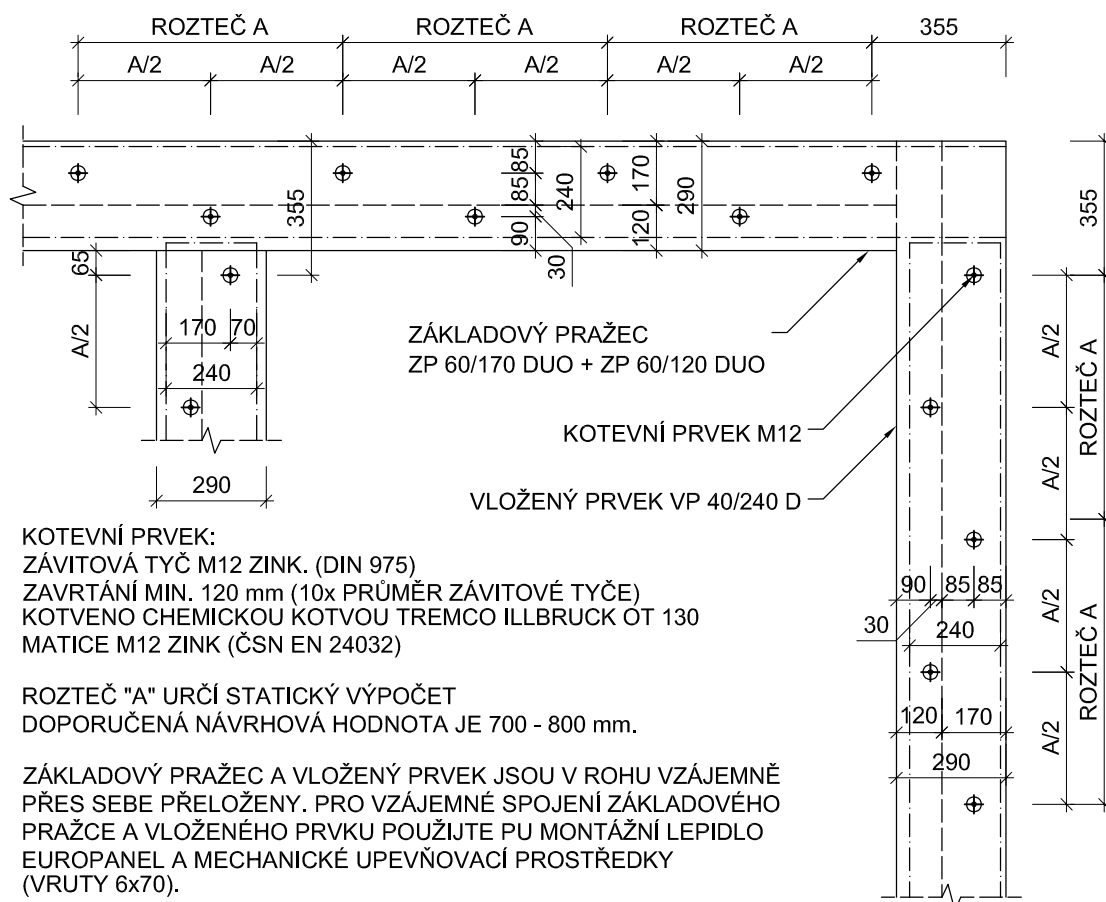 ROZTEČ A ROZTEČ A ROZTEČ A 355
A/2 A/2 A/2 A/2 A/2 A/2
355
85
85
90
30
240
170
120
290
355
65
A/2
170 70
240
290
ZÁKLADOVÝ PRAŽEC
ZP 60/170 DUO + ZP 60/120 DUO
KOTEVNÍ PRVEK M12
VLOŽENÝ PRVEK VP 40/240 D
A/2
A/2
A/2
A/2
ROZTEČ A
ROZTEČ A
90 85 85
30 240
120 170
290
KOTEVNÍ PRVEK:
ZÁVITOVÁ TYČ M12 ZINK. (DIN 975)
ZAVRTÁNÍ MIN. 120 mm (10x PRŮMĚR ZÁVITOVÉ TYČE)
KOTVENO CHEMICKOU KOTVOU TREMCO ILLBRUCK OT 130
MATICE M12 ZINK (ČSN EN 24032)
ROZTEČ "A" URČÍ STATICKÝ VÝPOČET
DOPORUČENÁ NÁVRHOVÁ HODNOTA JE 700 - 800 mm.
ZÁKLADOVÝ PRAŽEC A VLOŽENÝ PRVEK JSOU V ROHU VZÁJEMNĚ
PŘES SEBE PŘELOŽENY. PRO VZÁJEMNÉ SPOJENÍ ZÁKLADOVÉHO
PRAŽCE A VLOŽENÉHO PRVKU POUŽIJTE PU MONTÁŽNÍ LEPIDLO
EUROPANEL A MECHANICKÉ UPEVŇOVACÍ PROSTŘEDKY
(VRUTY 6x70).